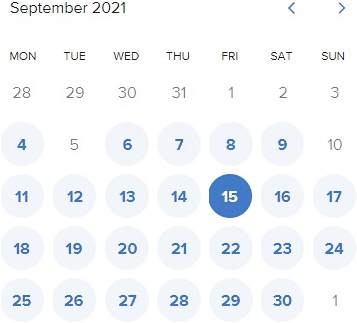 September 2021
MON TUE WED THU FRI SAT SUN
28 29 30 31 1 2 3
4 5 6 7 8 9 10
11 12 13 14 15 16 17
18 19 20 21 22 23 24
25 26 27 28 29 30 1